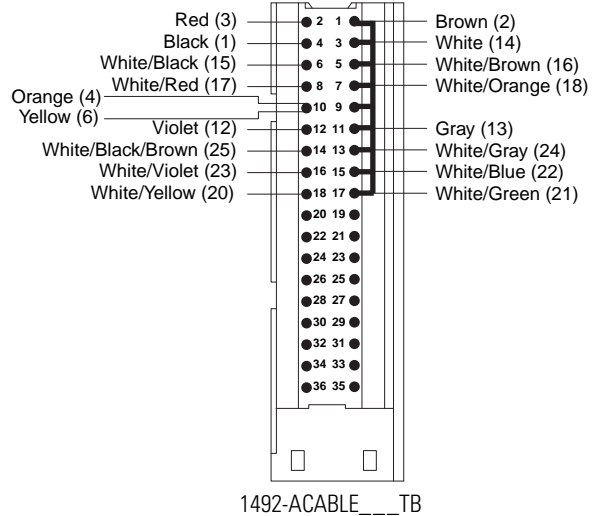 Red (3) 2 1 Brown (2)
Black (1) 4 3 White (14)
White/Black (15) 6 5 White/Brown (16)
White/Red (17) 8 7 White/Orange (18)
Orange (4) 10 9
Yellow (6)
Violet (12) 12 11 Gray (13)
White/Black/Brown (25) 14 13 White/Gray (24)
White/Violet (23) 16 15 White/Blue (22)
White/Yellow (20) 18 17 White/Green (21)
20 19
22 21
24 23
26 25
28 27
30 29
32 31
34 33
36 35
1492-ACABLE___TB